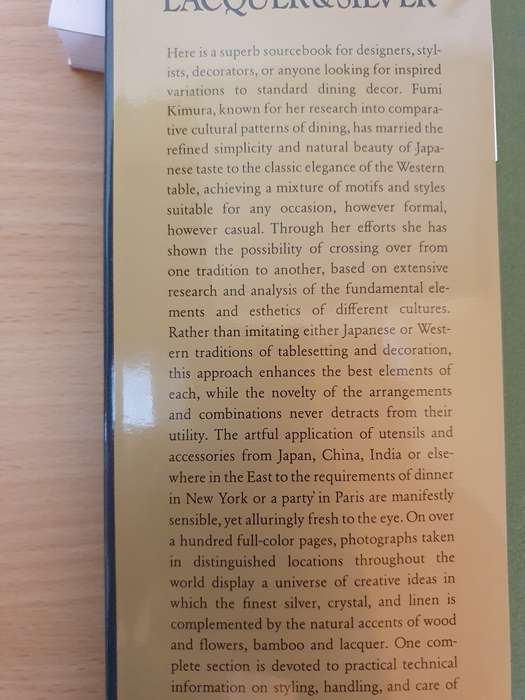 LACQUER & SILVER
Here is a superb sourcebook for designers, styl-
ists, decorators, or anyone looking for inspired
variations to standard dining decor. Fumi
Kimura, known for her research into compara-
tive cultural patterns of dining, has married the
refined simplicity and natural beauty of Japa-
nese taste to the classic elegance of the Western
table, achieving a mixture of motifs and styles
suitable for any occasion, however formal,
however casual. Through her efforts she has
shown the possibility of crossing over from
one tradition to another, based on extensive
research and analysis of the fundamental ele-
ments and esthetics of different cultures.
Rather than imitating either Japanese or West-
ern traditions of tablesetting and decoration,
this approach enhances the best elements of
each, while the novelty of the arrangements
and combinations never detracts from their
utility. The artful application of utensils and
accessories from Japan, China, India or else-
where in the East to the requirements of dinner
in New York or a party in Paris are manifestly
sensible, yet alluringly fresh to the eye. On over
a hundred full-color pages, photographs taken
in distinguished locations throughout the
world display a universe of creative ideas in
which the finest silver, crystal, and linen is
complemented by the natural accents of wood
and flowers, bamboo and lacquer. One com-
plete section is devoted to practical technical
information on styling, handling, and care of